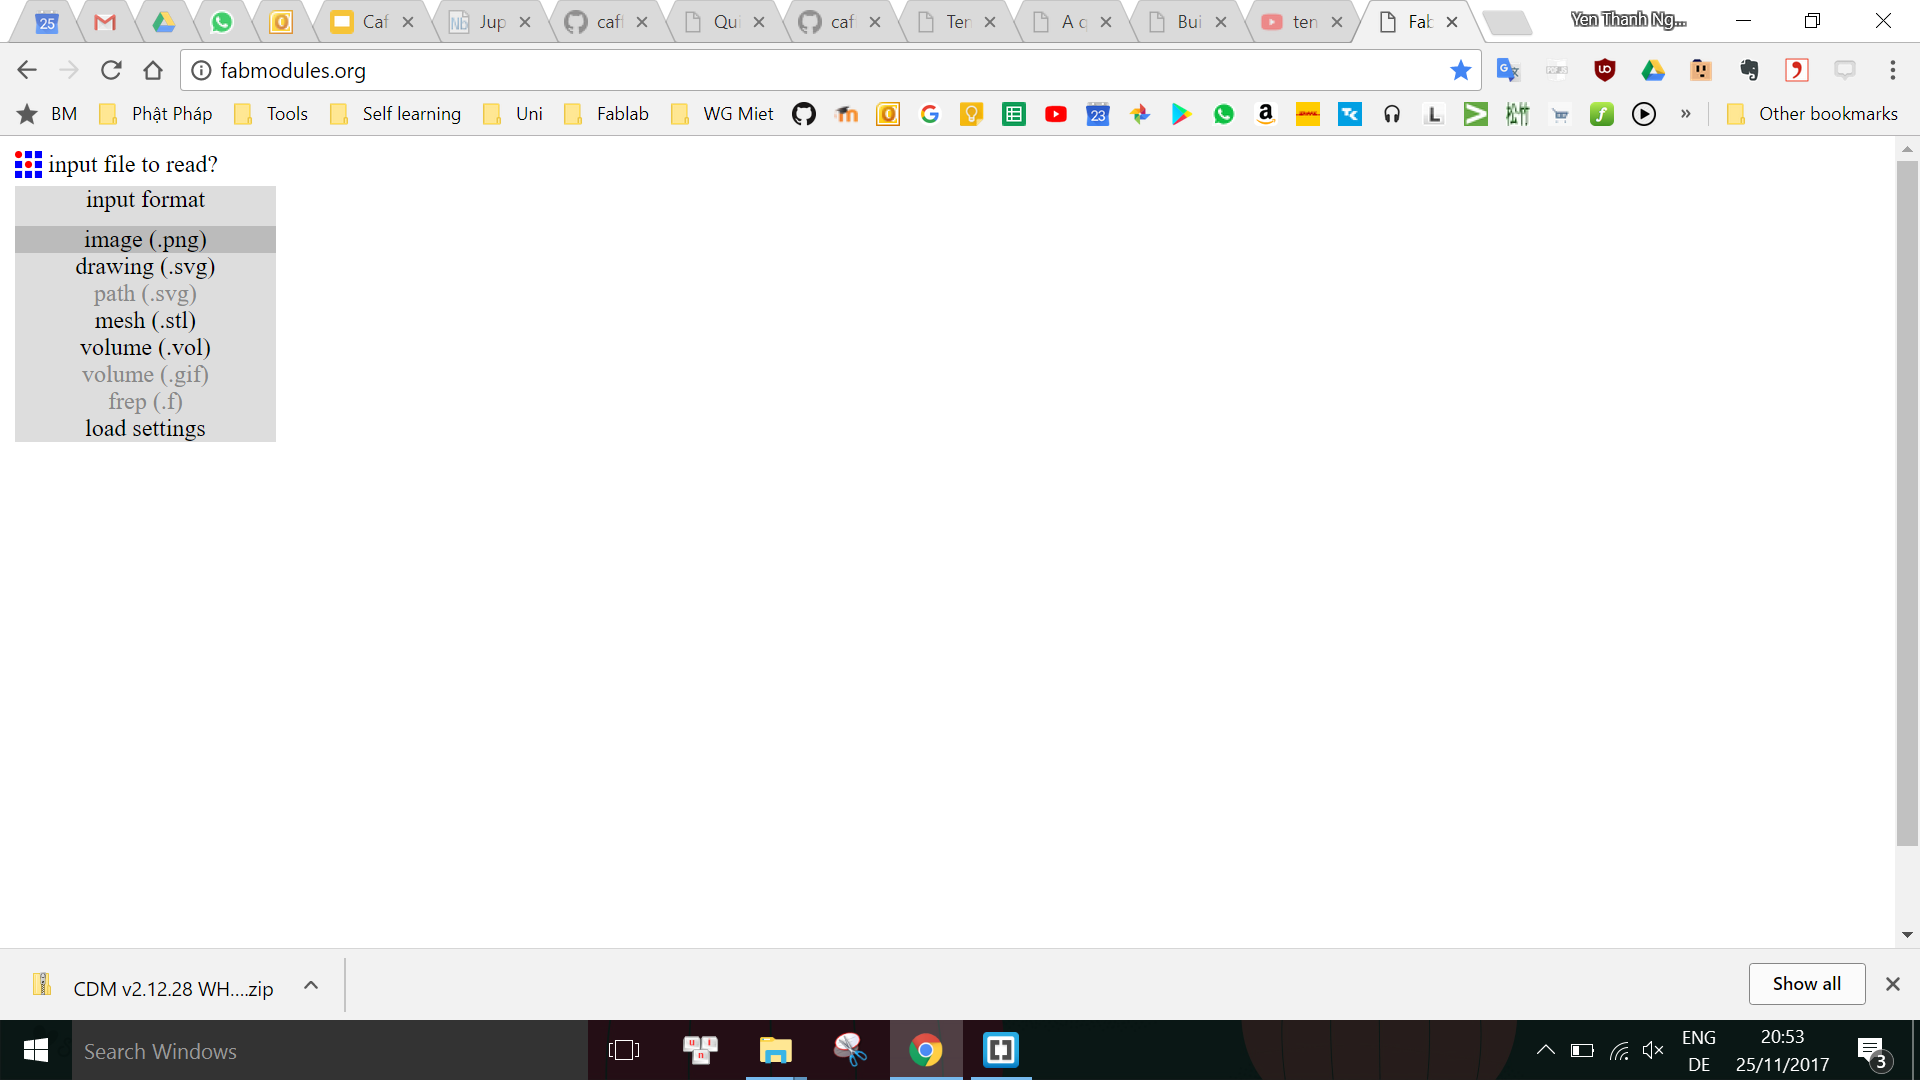 25
Caf
Jup
caf
Qui
caf
Ten
A q
Bui
ten
Fab
Yen Thanh Ng...
fabmodules.org
BM
Phật Pháp
Tools
Self learning
Uni
Fablab
WG Miet
23
»
Other bookmarks
input file to read?
input format
image (.png)
drawing (.svg)
path (.svg)
mesh (.stl)
volume (.vol)
volume (.gif)
frep (.f)
load settings
CDM v2.12.28 WH....zip
Show all
Search Windows
ENG
DE
20:53
25/11/2017
3